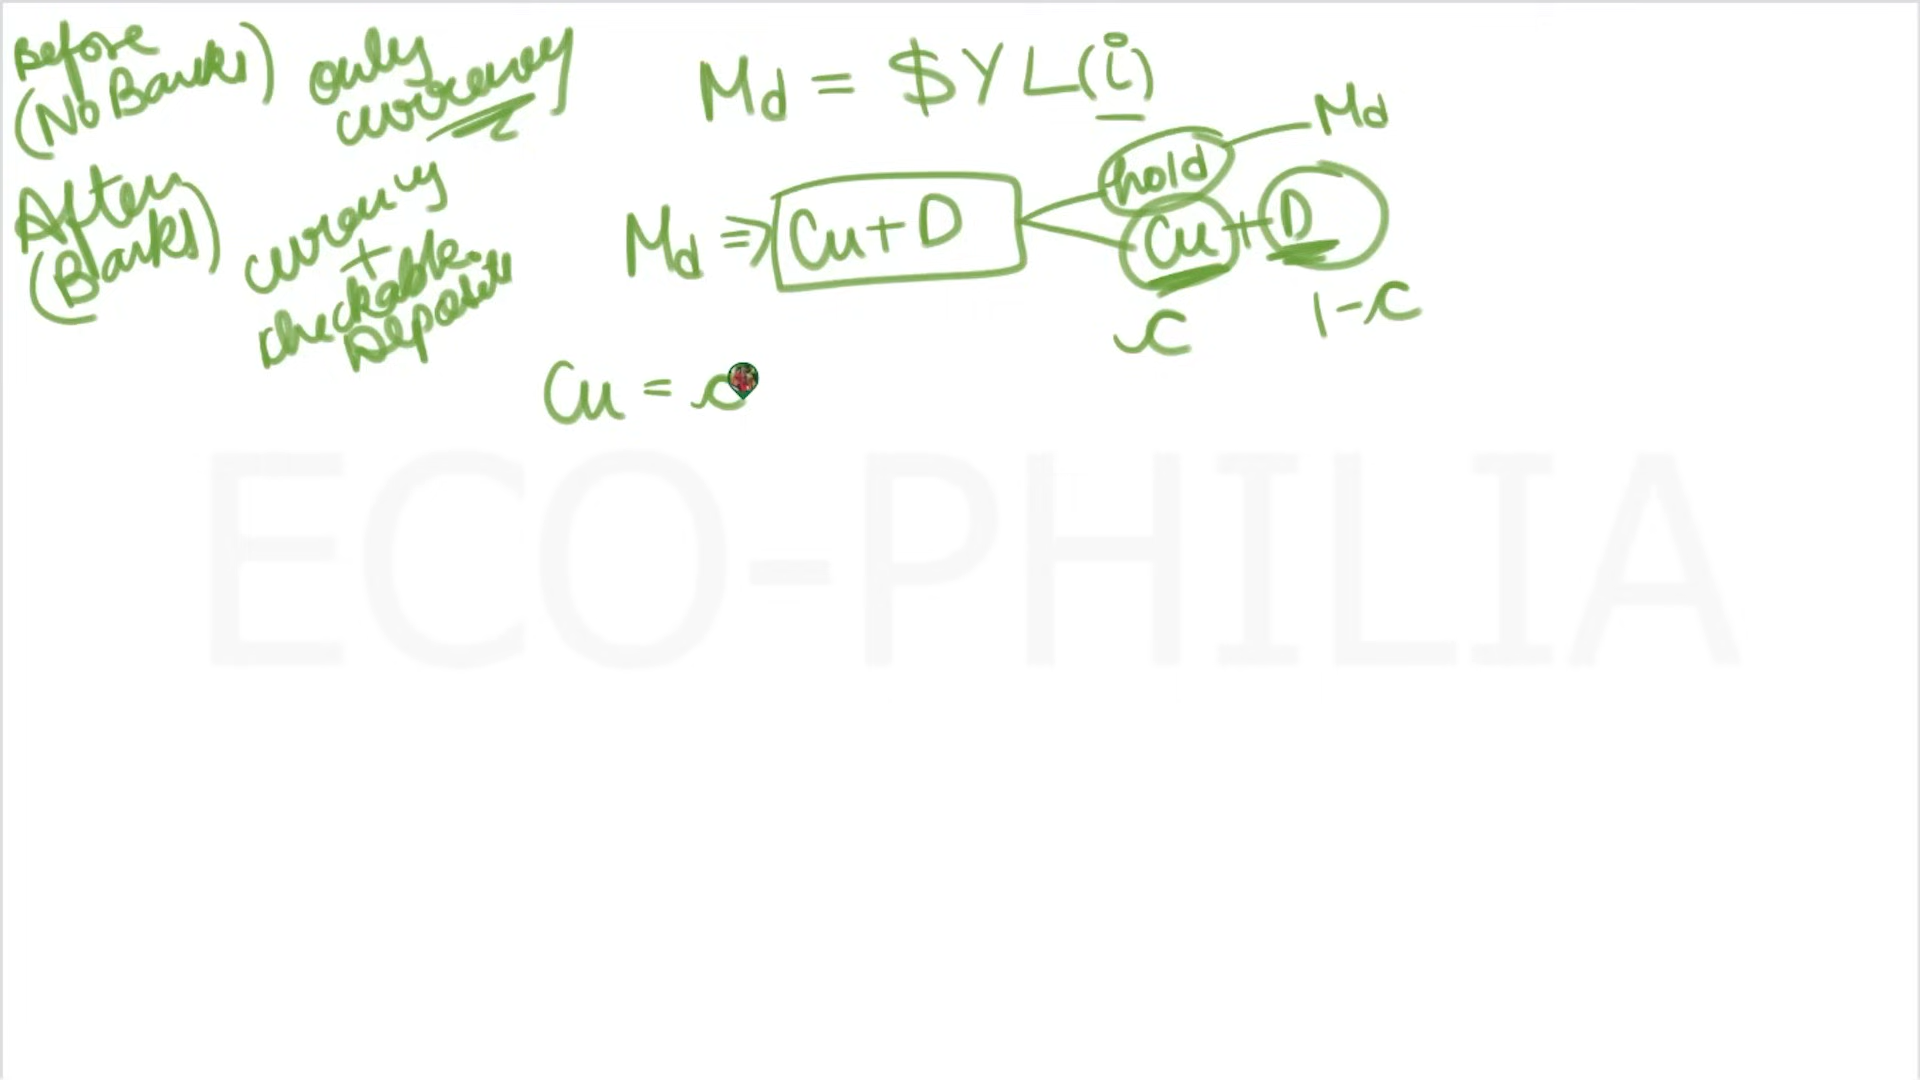 Before
(No Banks)
only
currency
After
(Banks)
currency
+
checkable
Deposits
Md = $YL(i)
Md ⇒ Cu+D
hold
Md
Cu + D
c
1-c
Cu = c
ECO-PHILIA